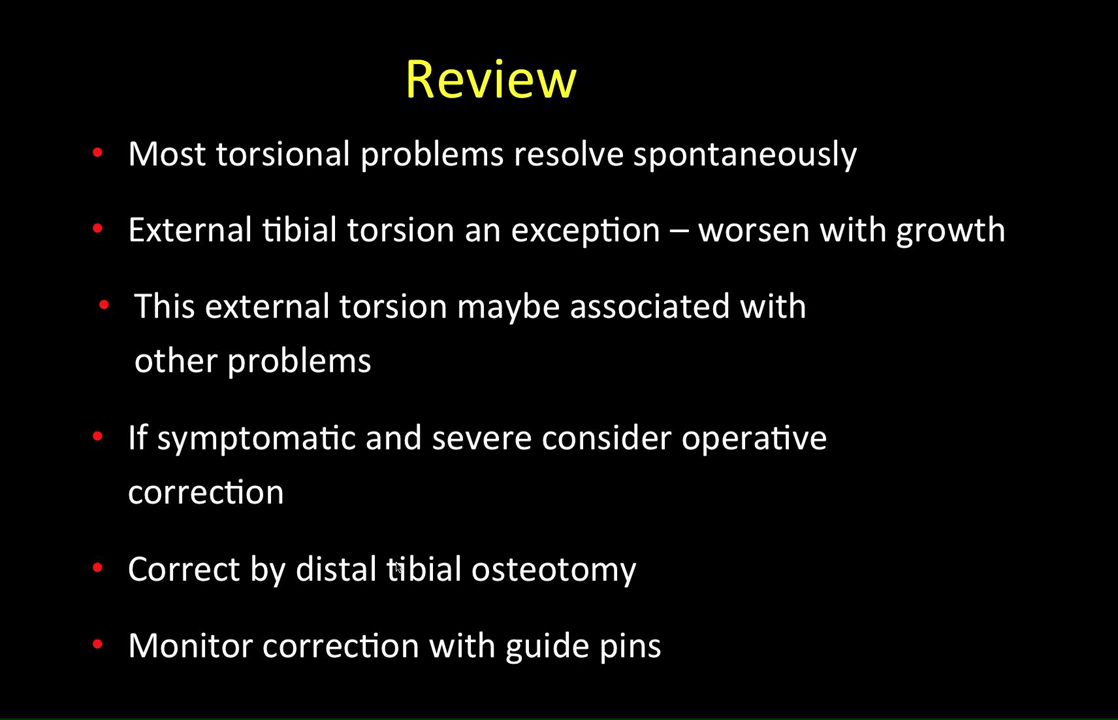 Review
• Most torsional problems resolve spontaneously
• External tibial torsion an exception – worsen with growth
• This external torsion maybe associated with
other problems
• If symptomatic and severe consider operative
correction
• Correct by distal tibial osteotomy
• Monitor correction with guide pins